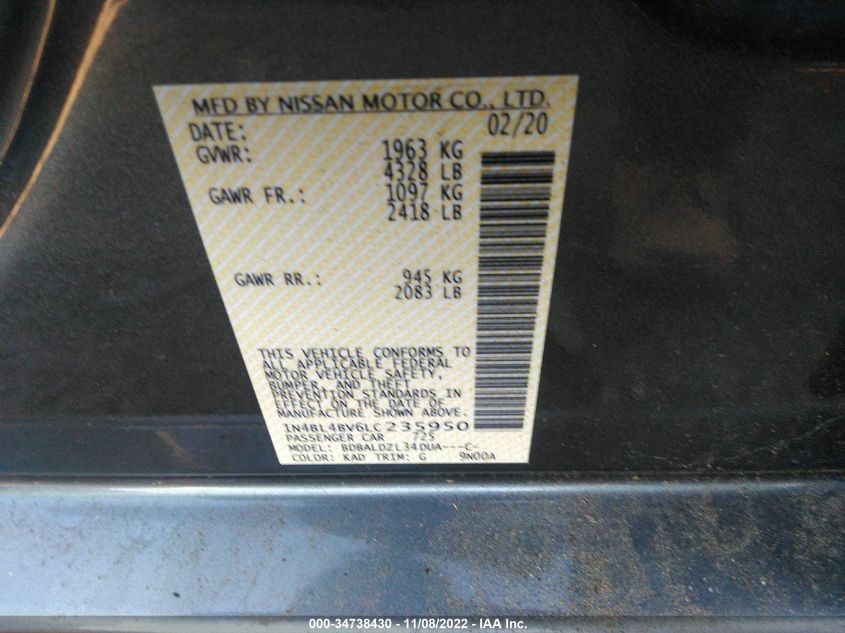 MFD BY NISSAN MOTOR CO., LTD.
DATE: 02/20
GVWR: 1963 KG
4328 LB
GAWR FR.: 1097 KG
2418 LB
GAWR RR.: 945 KG
2083 LB
THIS VEHICLE CONFORMS TO
ALL APPLICABLE FEDERAL
MOTOR VEHICLE SAFETY,
BUMPER, AND THEFT
PREVENTION STANDARDS IN
EFFECT ON THE DATE OF
MANUFACTURE SHOWN ABOVE.
1N4BL4BV6LC235950
PASSENGER CAR 725
MODEL: BDBALDZL34DUA---C-
COLOR: KAD TRIM: G 9N00A
000-34738430 - 11/08/2022 - IAA Inc.